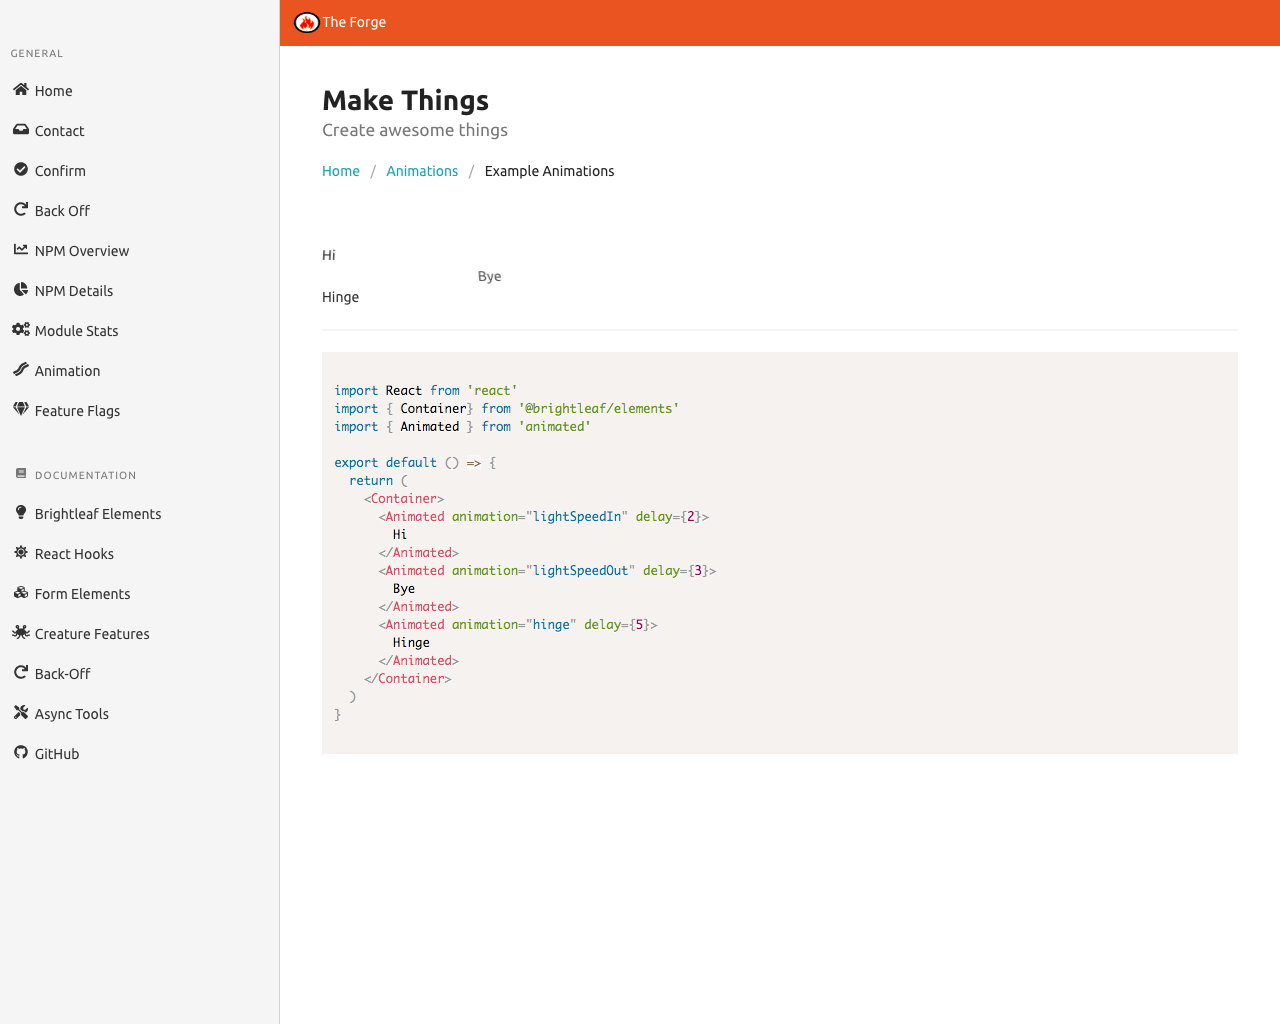 The Forge
GENERAL
Home
Contact
Confirm
Back Off
NPM Overview
NPM Details
Module Stats
Animation
Feature Flags
DOCUMENTATION
Brightleaf Elements
React Hooks
Form Elements
Creature Features
Back-Off
Async Tools
GitHub
Make Things
Create awesome things
Home / Animations / Example Animations
Hi
Bye
Hinge
import React from 'react'
import { Container} from '@brightleaf/elements'
import { Animated } from 'animated'
export default () => {
  return (
    <Container>
      <Animated animation="lightSpeedIn" delay={2}>
        Hi
      </Animated>
      <Animated animation="lightSpeedOut" delay={3}>
        Bye
      </Animated>
      <Animated animation="hinge" delay={5}>
        Hinge
      </Animated>
    </Container>
  )
}